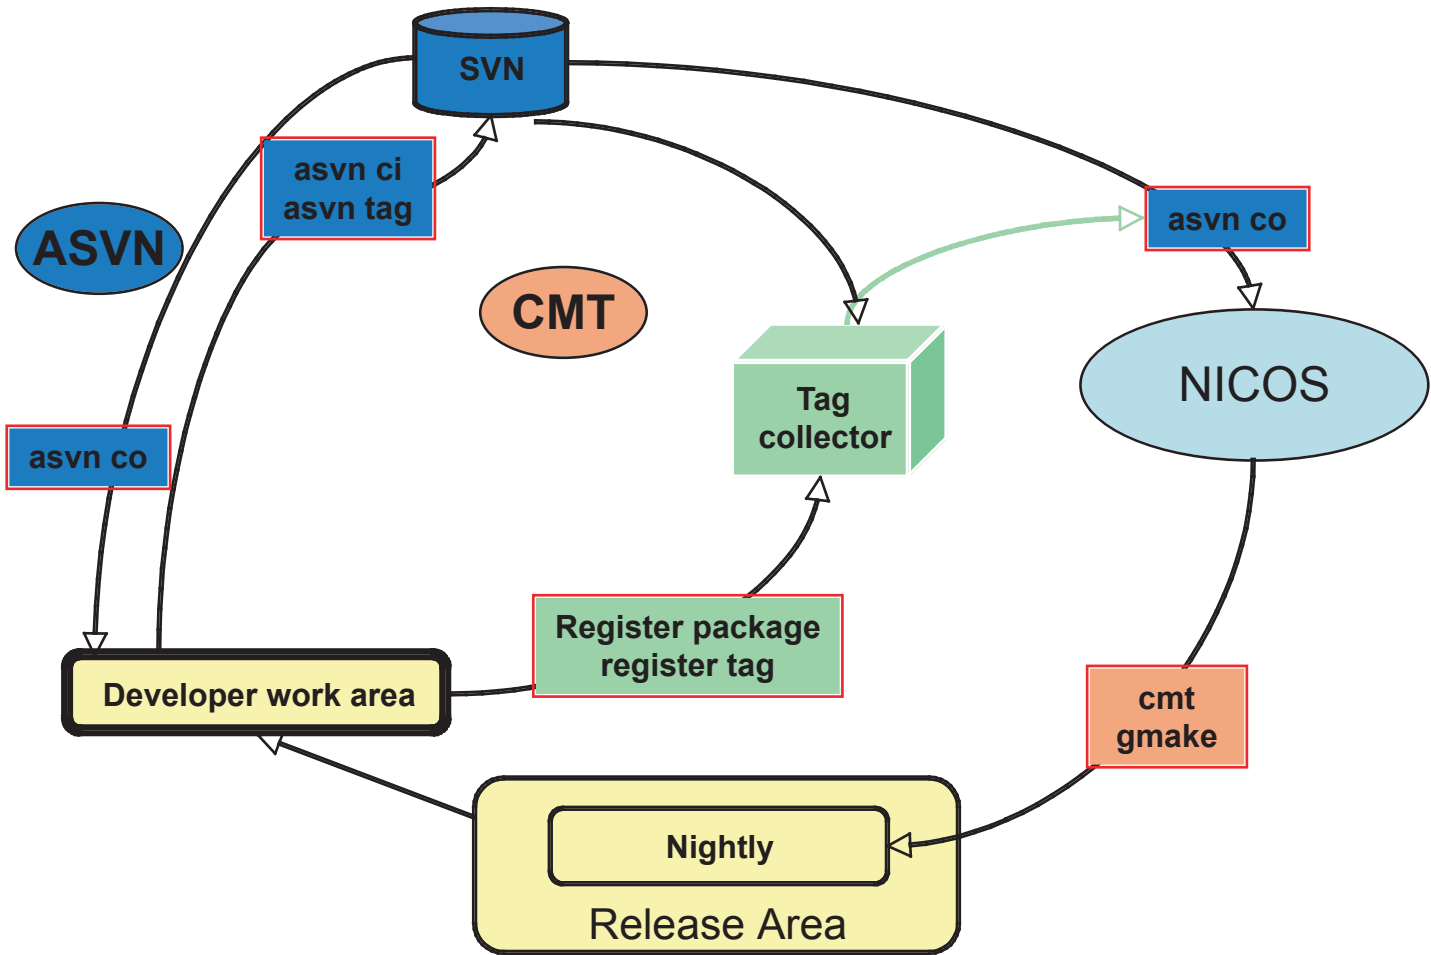 SVN
asvn ci
asvn tag
asvn co
ASVN
CMT
NICOS
Tag
collector
asvn co
Register package
register tag
Developer work area
cmt
gmake
Nightly
Release Area